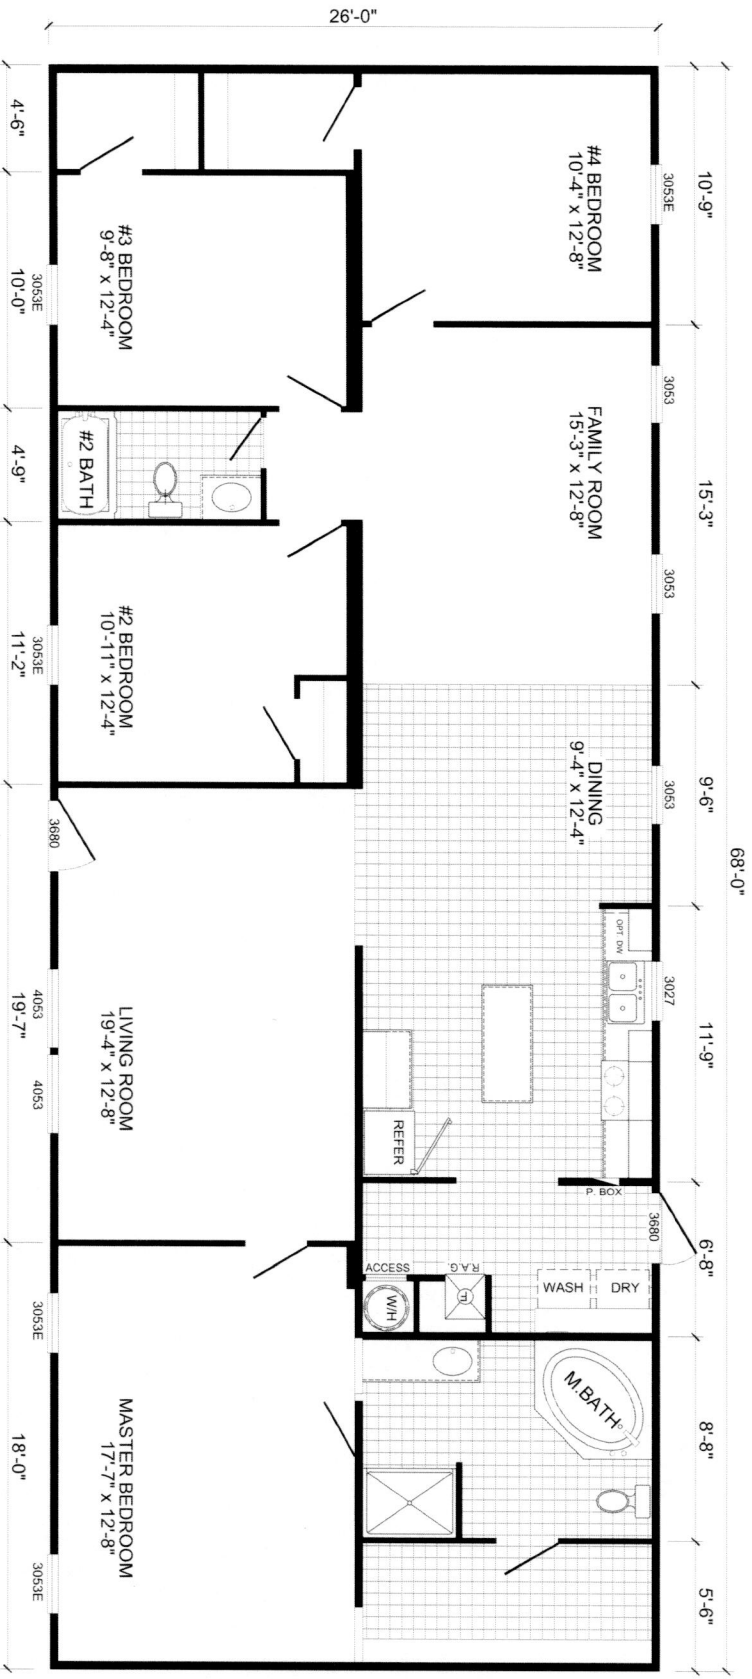 26'-0"
4'-6"
10'-0"
4'-9"
11'-2"
19'-7"
18'-0"
68'-0"
10'-9"
15'-3"
9'-6"
11'-9"
6'-8"
8'-8"
5'-6"
#4 BEDROOM
10'-4" x 12'-8"
3053E
#3 BEDROOM
9'-8" x 12'-4"
3053E
FAMILY ROOM
15'-3" x 12'-8"
3053
3053
#2 BATH
#2 BEDROOM
10'-11" x 12'-4"
3053E
DINING
9'-4" x 12'-4"
3053
3680
OPT. DW
3027
LIVING ROOM
19'-4" x 12'-8"
4053
4053
REFER
P. BOX
3680
ACCESS
R.A.G.
W/H
F
WASH
DRY
M.BATH
MASTER BEDROOM
17'-7" x 12'-8"
3053E
3053E